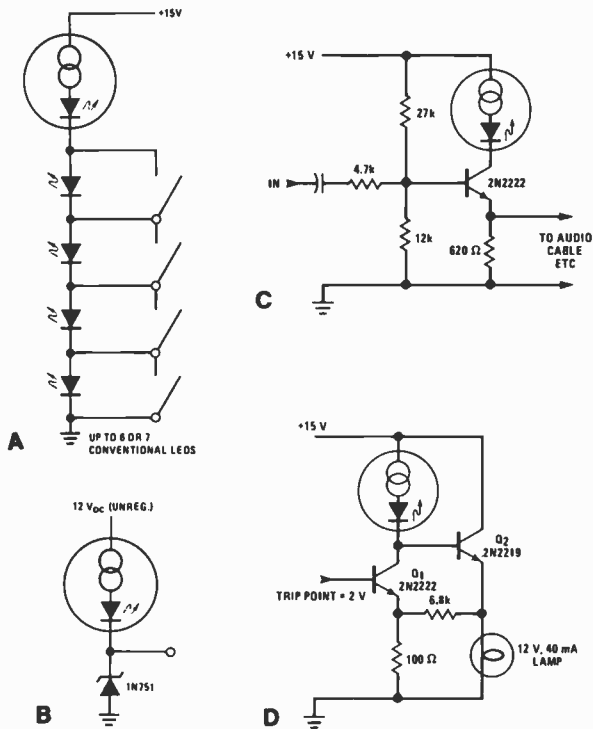 +15V
UP TO 6 OR 7
CONVENTIONAL LEDS
A
12 VDC (UNREG.)
1N751
B
+15 V
27k
4.7k
IN
2N2222
12k
620 Ω
TO AUDIO
CABLE
ETC
C
+15 V
Q2
2N2219
Q1
2N2222
TRIP POINT = 2 V
6.8k
100 Ω
12 V, 40 mA
LAMP
D